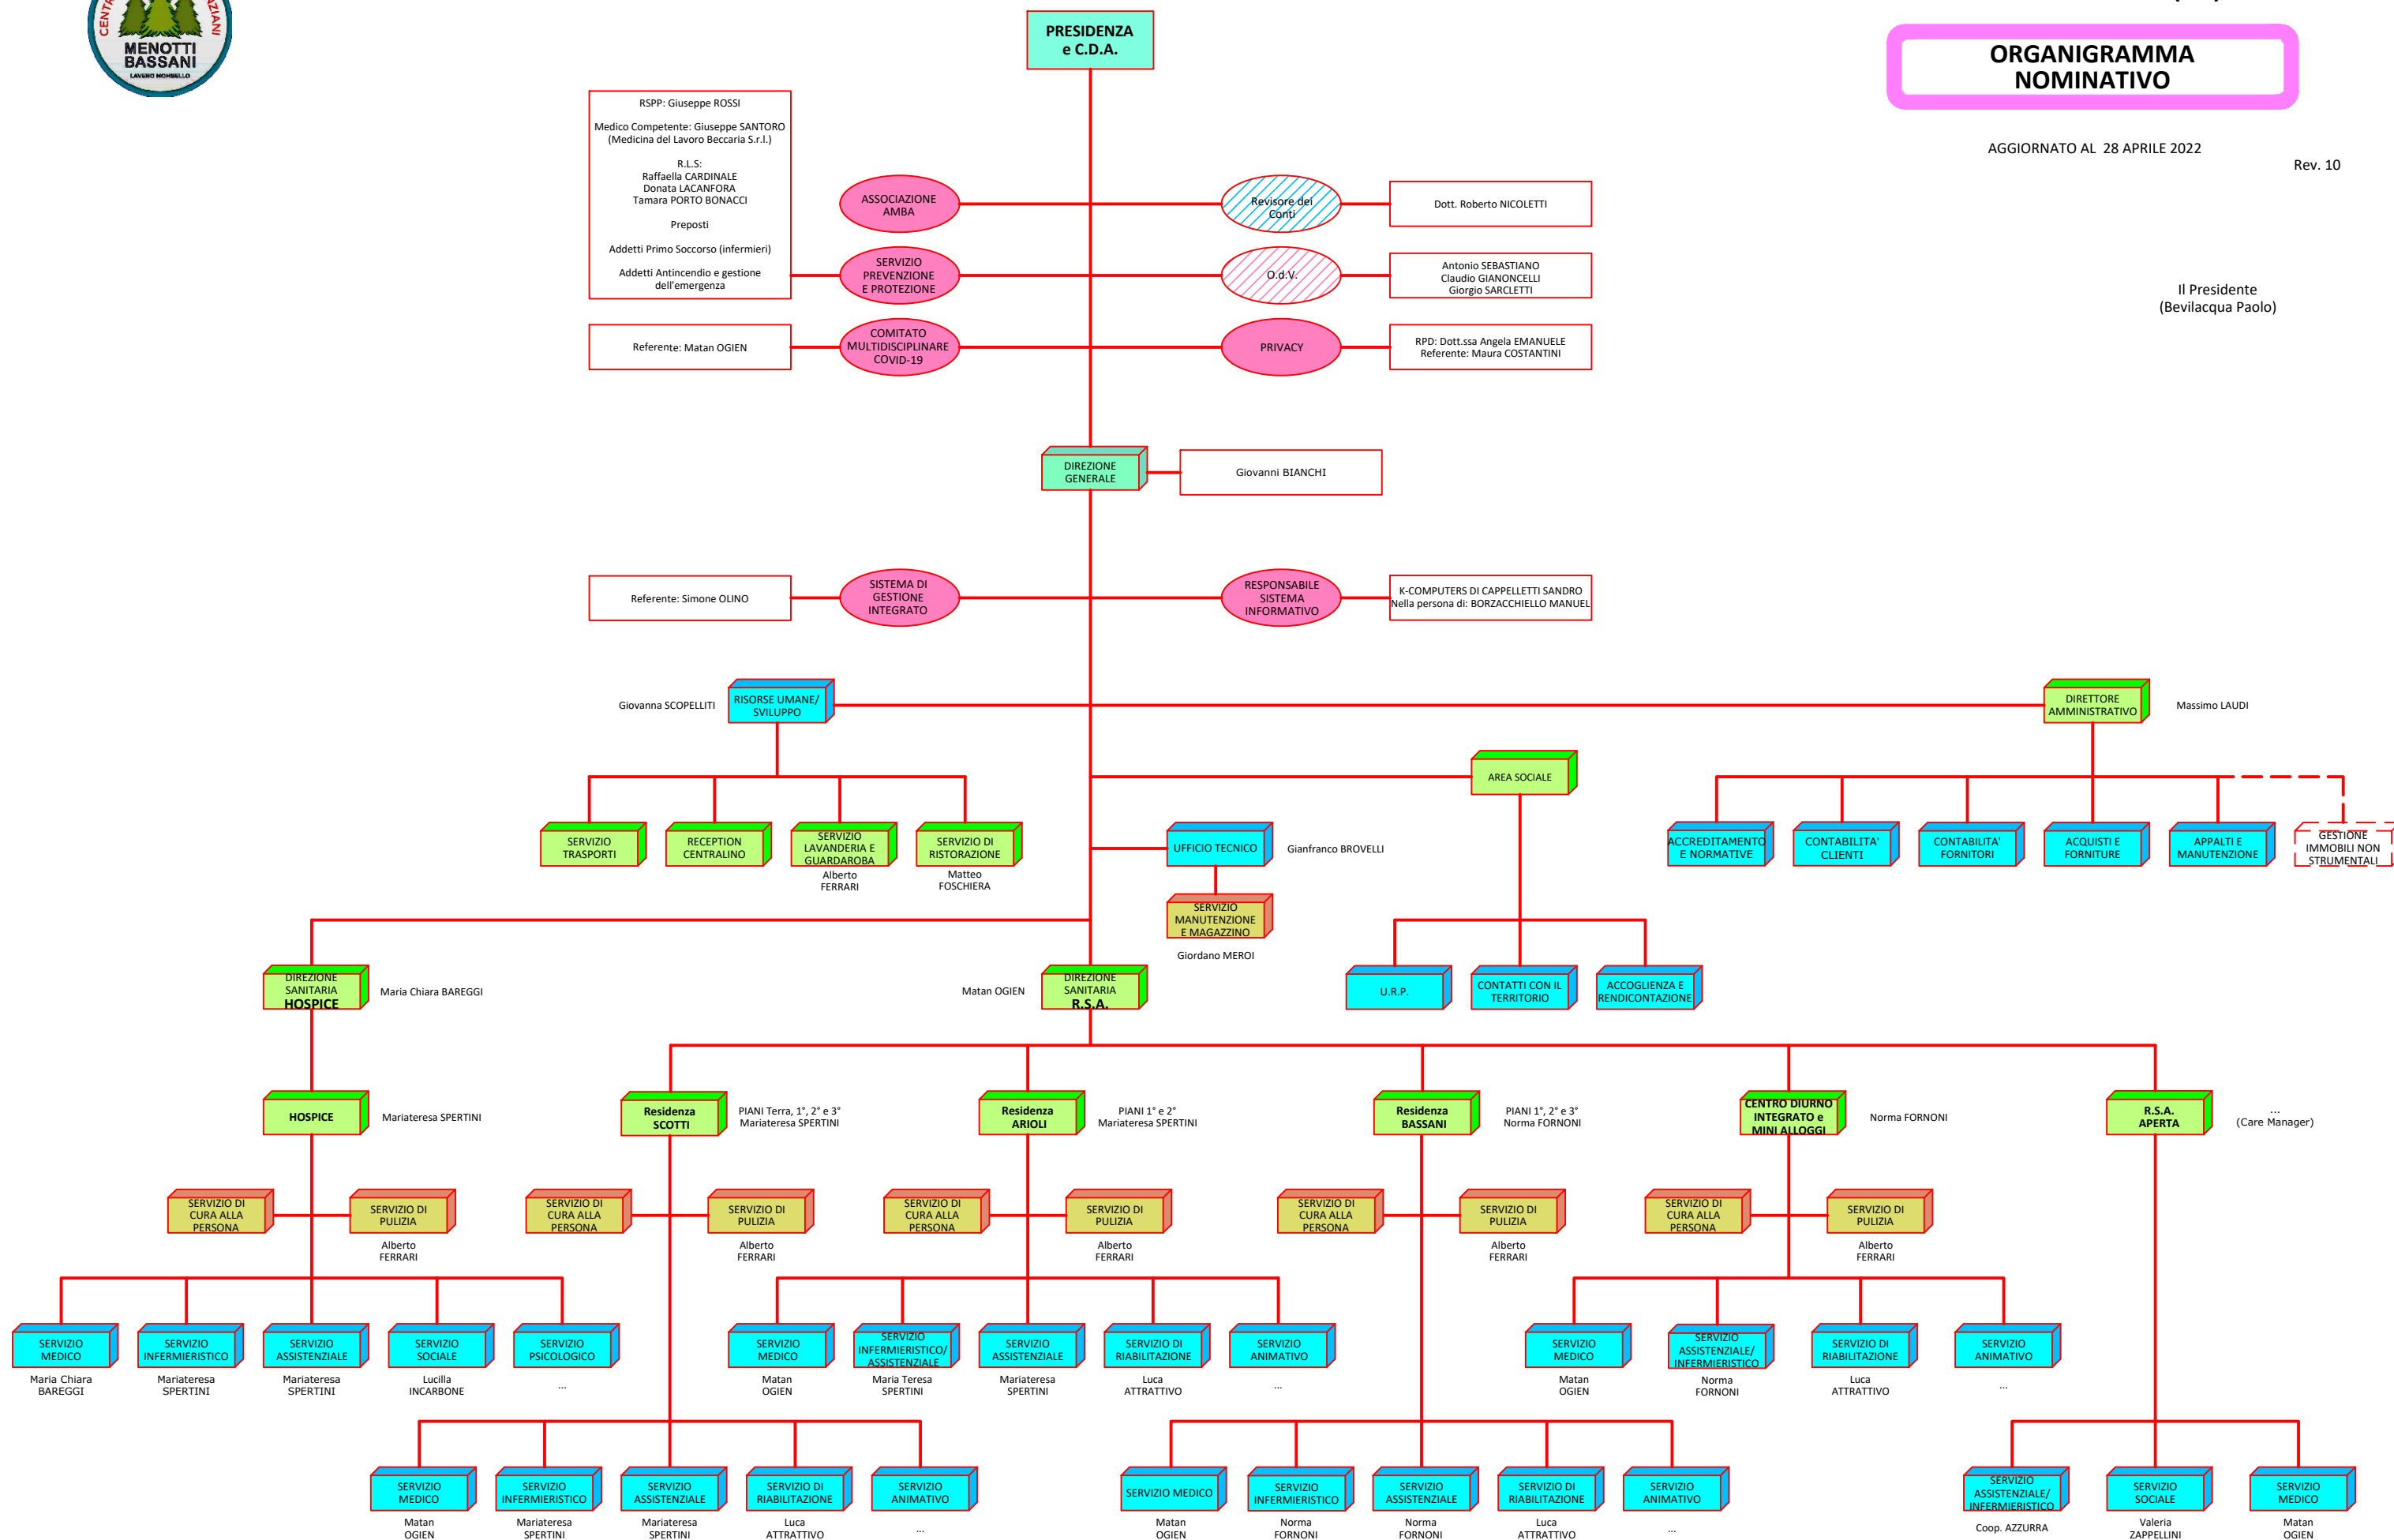 CENTR
AZIANI
MENOTTI
BASSANI
LAVENO MOMBELLO
PRESIDENZA
e C.D.A.
ORGANIGRAMMA
NOMINATIVO
AGGIORNATO AL 28 APRILE 2022
Rev. 10
Il Presidente
(Bevilacqua Paolo)
RSPP: Giuseppe ROSSI
Medico Competente: Giuseppe SANTORO
(Medicina del Lavoro Beccaria S.r.l.)
R.L.S:
Raffaella CARDINALE
Donata LACANFORA
Tamara PORTO BONACCI
Preposti
Addetti Primo Soccorso (infermieri)
Addetti Antincendio e gestione
dell'emergenza
ASSOCIAZIONE
AMBA
Revisore dei
Conti
Dott. Roberto NICOLETTI
SERVIZIO
PREVENZIONE
E PROTEZIONE
O.d.V.
Antonio SEBASTIANO
Claudio GIANONCELLI
Giorgio SARCLETTI
Referente: Matan OGIEN
COMITATO
MULTIDISCIPLINARE
COVID-19
PRIVACY
RPD: Dott.ssa Angela EMANUELE
Referente: Maura COSTANTINI
DIREZIONE
GENERALE
Giovanni BIANCHI
Referente: Simone OLINO
SISTEMA DI
GESTIONE
INTEGRATO
RESPONSABILE
SISTEMA
INFORMATIVO
K-COMPUTERS DI CAPPELLETTI SANDRO
Nella persona di: BORZACCHIELLO MANUEL
Giovanna SCOPELLITI
RISORSE UMANE/
SVILUPPO
DIRETTORE
AMMINISTRATIVO
Massimo LAUDI
AREA SOCIALE
SERVIZIO
TRASPORTI
RECEPTION
CENTRALINO
SERVIZIO
LAVANDERIA E
GUARDAROBA
Alberto
FERRARI
SERVIZIO DI
RISTORAZIONE
Matteo
FOSCHIERA
UFFICIO TECNICO
Gianfranco BROVELLI
SERVIZIO
MANUTENZIONE
E MAGAZZINO
Giordano MEROI
ACCREDITAMENTO
E NORMATIVE
CONTABILITA'
CLIENTI
CONTABILITA'
FORNITORI
ACQUISTI E
FORNITURE
APPALTI E
MANUTENZIONE
GESTIONE
IMMOBILI NON
STRUMENTALI
DIREZIONE
SANITARIA
HOSPICE
Maria Chiara BAREGGI
Matan OGIEN
DIREZIONE
SANITARIA
R.S.A.
U.R.P.
CONTATTI CON IL
TERRITORIO
ACCOGLIENZA E
RENDICONTAZIONE
HOSPICE
Mariateresa SPERTINI
Residenza
SCOTTI
PIANI Terra, 1°, 2° e 3°
Mariateresa SPERTINI
Residenza
ARIOLI
PIANI 1° e 2°
Mariateresa SPERTINI
Residenza
BASSANI
PIANI 1°, 2° e 3°
Norma FORNONI
CENTRO DIURNO
INTEGRATO e
MINI ALLOGGI
Norma FORNONI
R.S.A.
APERTA
...
(Care Manager)
SERVIZIO DI
CURA ALLA
PERSONA
SERVIZIO DI
PULIZIA
Alberto
FERRARI
SERVIZIO DI
CURA ALLA
PERSONA
SERVIZIO DI
PULIZIA
Alberto
FERRARI
SERVIZIO DI
CURA ALLA
PERSONA
SERVIZIO DI
PULIZIA
Alberto
FERRARI
SERVIZIO DI
CURA ALLA
PERSONA
SERVIZIO DI
PULIZIA
Alberto
FERRARI
SERVIZIO DI
CURA ALLA
PERSONA
SERVIZIO DI
PULIZIA
Alberto
FERRARI
SERVIZIO
MEDICO
Maria Chiara
BAREGGI
SERVIZIO
INFERMIERISTICO
Mariateresa
SPERTINI
SERVIZIO
ASSISTENZIALE
Mariateresa
SPERTINI
SERVIZIO
SOCIALE
Lucilla
INCARBONE
SERVIZIO
PSICOLOGICO
...
SERVIZIO
MEDICO
Matan
OGIEN
SERVIZIO
INFERMIERISTICO/
ASSISTENZIALE
Maria Teresa
SPERTINI
SERVIZIO
ASSISTENZIALE
Mariateresa
SPERTINI
SERVIZIO DI
RIABILITAZIONE
Luca
ATTRATTIVO
SERVIZIO
ANIMATIVO
...
SERVIZIO
MEDICO
Matan
OGIEN
SERVIZIO
ASSISTENZIALE/
INFERMIERISTICO
Norma
FORNONI
SERVIZIO DI
RIABILITAZIONE
Luca
ATTRATTIVO
SERVIZIO
ANIMATIVO
...
SERVIZIO
MEDICO
Matan
OGIEN
SERVIZIO
INFERMIERISTICO
Mariateresa
SPERTINI
SERVIZIO
ASSISTENZIALE
Mariateresa
SPERTINI
SERVIZIO DI
RIABILITAZIONE
Luca
ATTRATTIVO
SERVIZIO
ANIMATIVO
...
SERVIZIO MEDICO
Matan
OGIEN
SERVIZIO
INFERMIERISTICO
Norma
FORNONI
SERVIZIO
ASSISTENZIALE
Norma
FORNONI
SERVIZIO DI
RIABILITAZIONE
Luca
ATTRATTIVO
SERVIZIO
ANIMATIVO
...
SERVIZIO
ASSISTENZIALE/
INFERMIERISTICO
Coop. AZZURRA
SERVIZIO
SOCIALE
Valeria
ZAPPELLINI
SERVIZIO
MEDICO
Matan
OGIEN